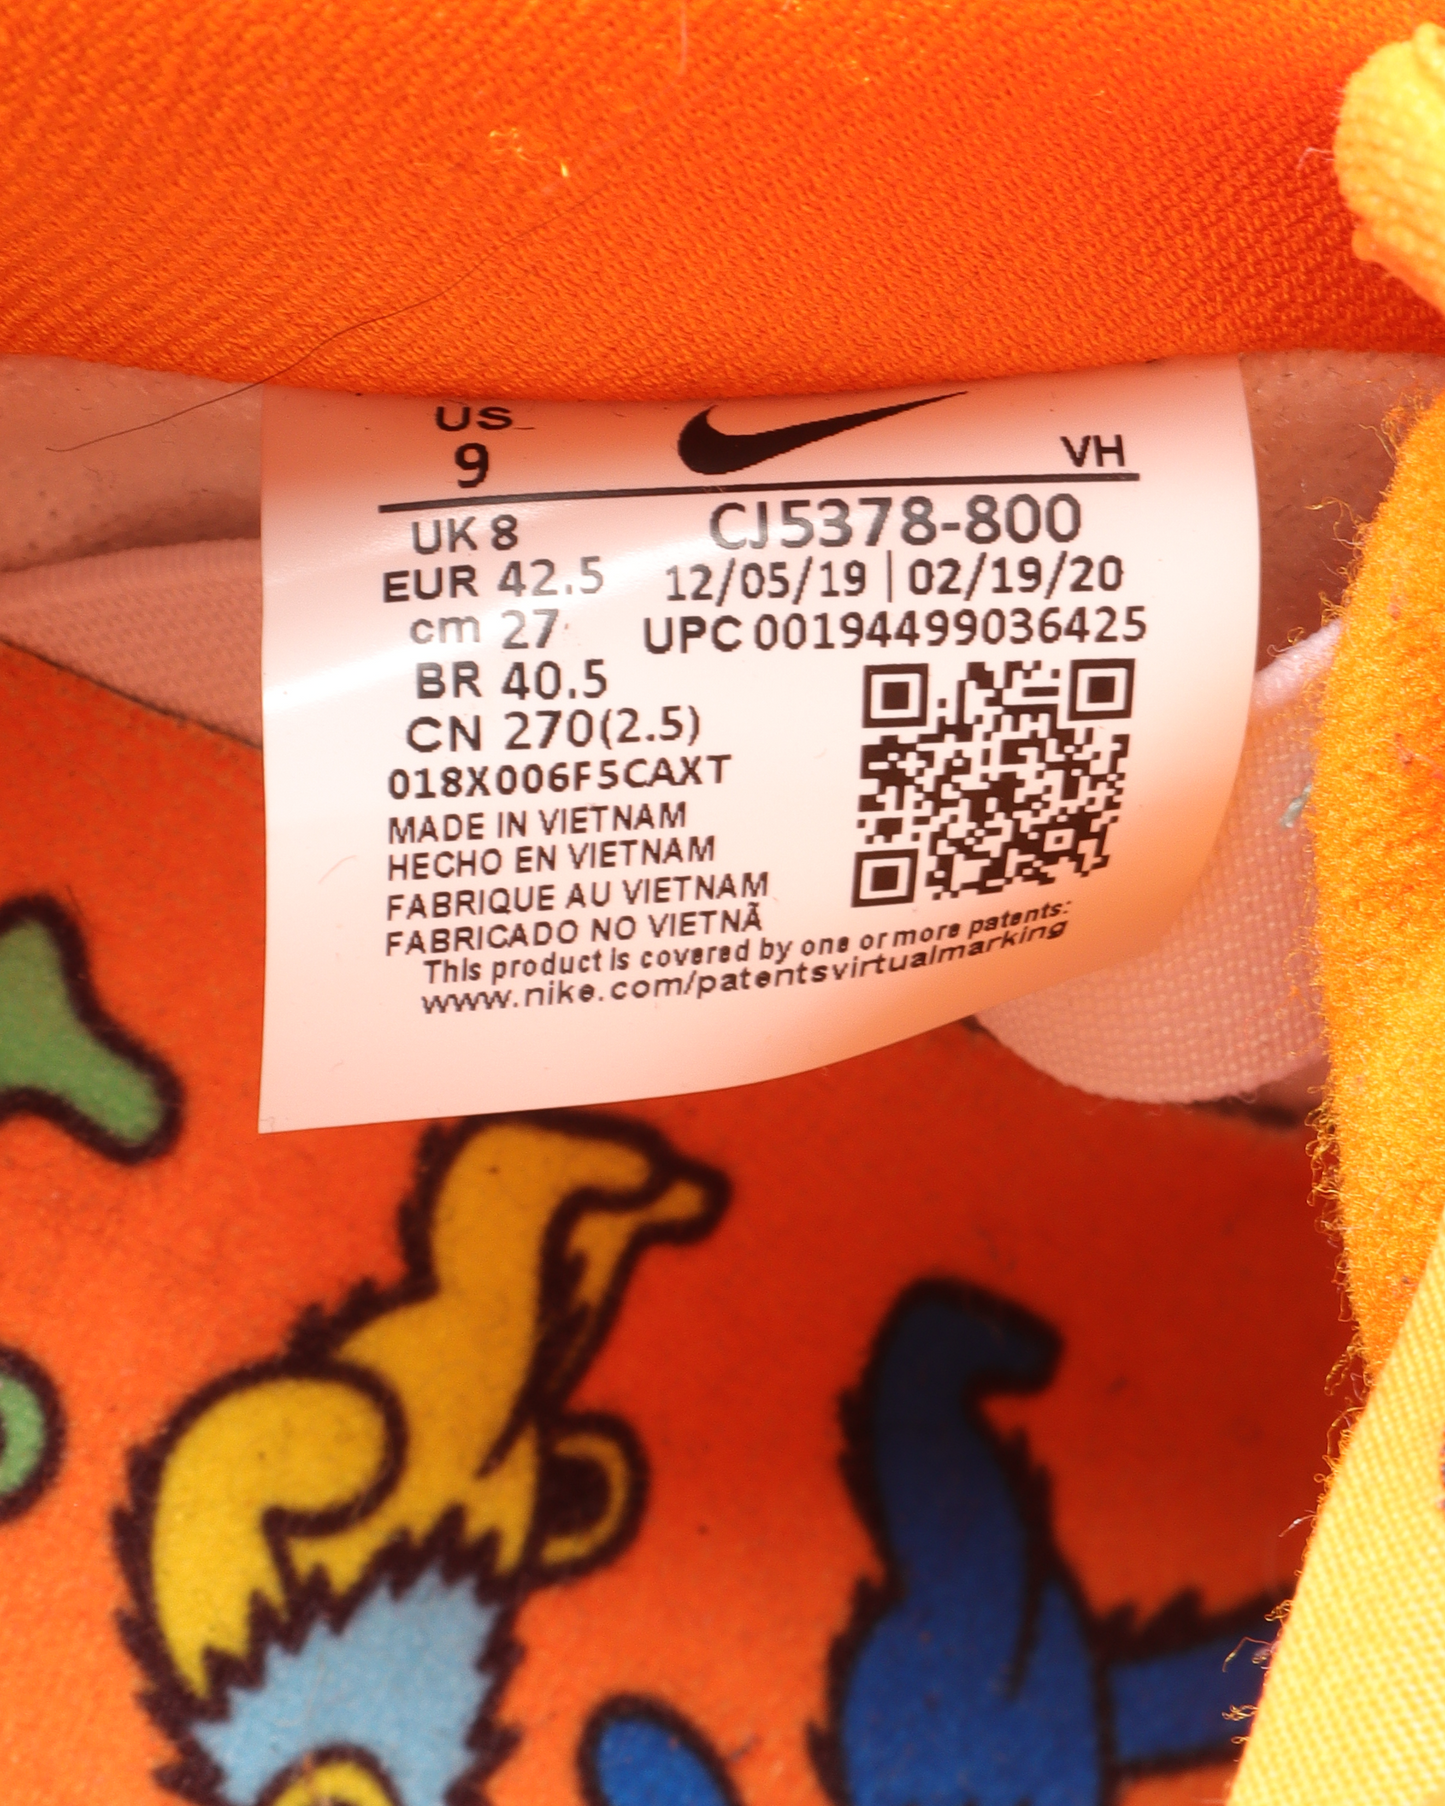 US
9
VH
UK 8
CJ5378-800
EUR 42.5
12/05/19 | 02/19/20
cm 27
UPC 00194499036425
BR 40.5
CN 270(2.5)
018X006F5CAXT
MADE IN VIETNAM
HECHO EN VIETNAM
FABRIQUE AU VIETNAM
FABRICADO NO VIETNÃ
This product is covered by one or more patents:
www.nike.com/patentsvirtualmarking